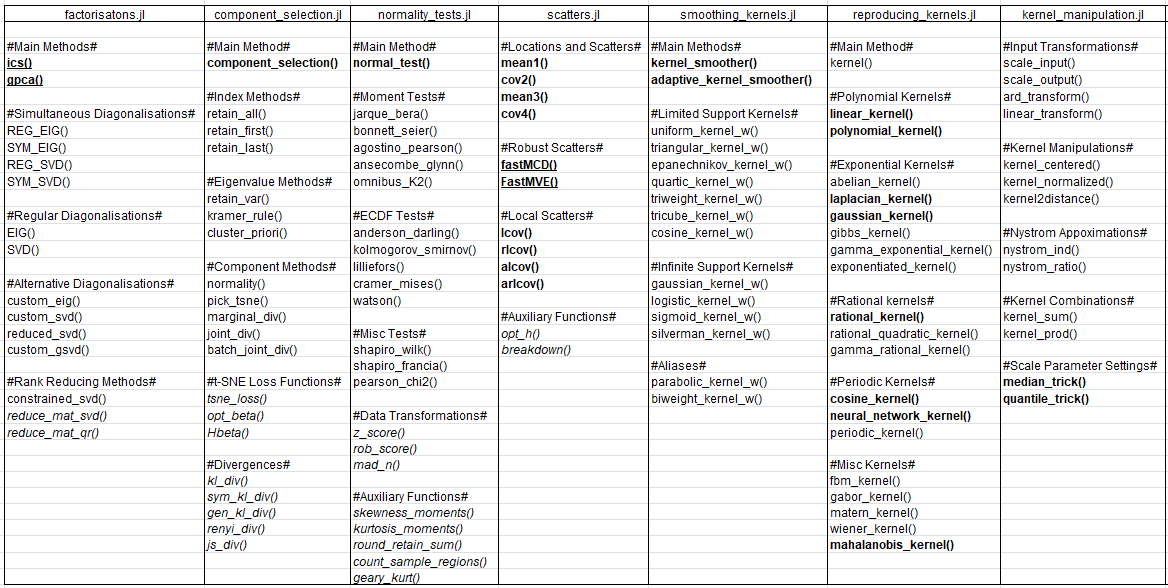 factorisatons.jl
#Main Methods#
ics()
gpca()
#Simultaneous Diagonalisations#
REG_EIG()
SYM_EIG()
REG_SVD()
SYM_SVD()
#Regular Diagonalisations#
EIG()
SVD()
#Alternative Diagonalisations#
custom_eig()
custom_svd()
reduced_svd()
custom_gsvd()
#Rank Reducing Methods#
constrained_svd()
reduce_mat_svd()
reduce_mat_qr()
component_selection.jl
#Main Method#
component_selection()
#Index Methods#
retain_all()
retain_first()
retain_last()
#Eigenvalue Methods#
retain_var()
kramer_rule()
cluster_priori()
#Component Methods#
normality()
pick_tsne()
marginal_div()
joint_div()
batch_joint_div()
#t-SNE Loss Functions#
tsne_loss()
opt_beta()
Hbeta()
#Divergences#
kl_div()
sym_kl_div()
gen_kl_div()
renyi_div()
js_div()
normality_tests.jl
#Main Method#
normal_test()
#Moment Tests#
jarque_bera()
bonnett_seier()
agostino_pearson()
ansecombe_glynn()
omnibus_K2()
#ECDF Tests#
anderson_darling()
kolmogorov_smirnov()
lilliefors()
cramer_mises()
watson()
#Misc Tests#
shapiro_wilk()
shapiro_francia()
pearson_chi2()
#Data Transformations#
z_score()
rob_score()
mad_n()
#Auxiliary Functions#
skewness_moments()
kurtosis_moments()
round_retain_sum()
count_sample_regions()
geary_kurt()
scatters.jl
#Locations and Scatters#
mean1()
cov2()
mean3()
cov4()
#Robust Scatters#
fastMCD()
FastMVE()
#Local Scatters#
lcov()
rlcov()
alcov()
arlcov()
#Auxiliary Functions#
opt_h()
breakdown()
smoothing_kernels.jl
#Main Methods#
kernel_smoother()
adaptive_kernel_smoother()
#Limited Support Kernels#
uniform_kernel_w()
triangular_kernel_w()
epanechnikov_kernel_w()
quartic_kernel_w()
triweight_kernel_w()
tricube_kernel_w()
cosine_kernel_w()
#Infinite Support Kernels#
gaussian_kernel_w()
logistic_kernel_w()
sigmoid_kernel_w()
silverman_kernel_w()
#Aliases#
parabolic_kernel_w()
biweight_kernel_w()
reproducing_kernels.jl
#Main Method#
kernel()
#Polynomial Kernels#
linear_kernel()
polynomial_kernel()
#Exponential Kernels#
abelian_kernel()
laplacian_kernel()
gaussian_kernel()
gibbs_kernel()
gamma_exponential_kernel()
exponentiated_kernel()
#Rational kernels#
rational_kernel()
rational_quadratic_kernel()
gamma_rational_kernel()
#Periodic Kernels#
cosine_kernel()
neural_network_kernel()
periodic_kernel()
#Misc Kernels#
fbm_kernel()
gabor_kernel()
matern_kernel()
wiener_kernel()
mahalanobis_kernel()
kernel_manipulation.jl
#Input Transformations#
scale_input()
scale_output()
ard_transform()
linear_transform()
#Kernel Manipulations#
kernel_centered()
kernel_normalized()
kernel2distance()
#Nystrom Appoximations#
nystrom_ind()
nystrom_ratio()
#Kernel Combinations#
kernel_sum()
kernel_prod()
#Scale Parameter Settings#
median_trick()
quantile_trick()